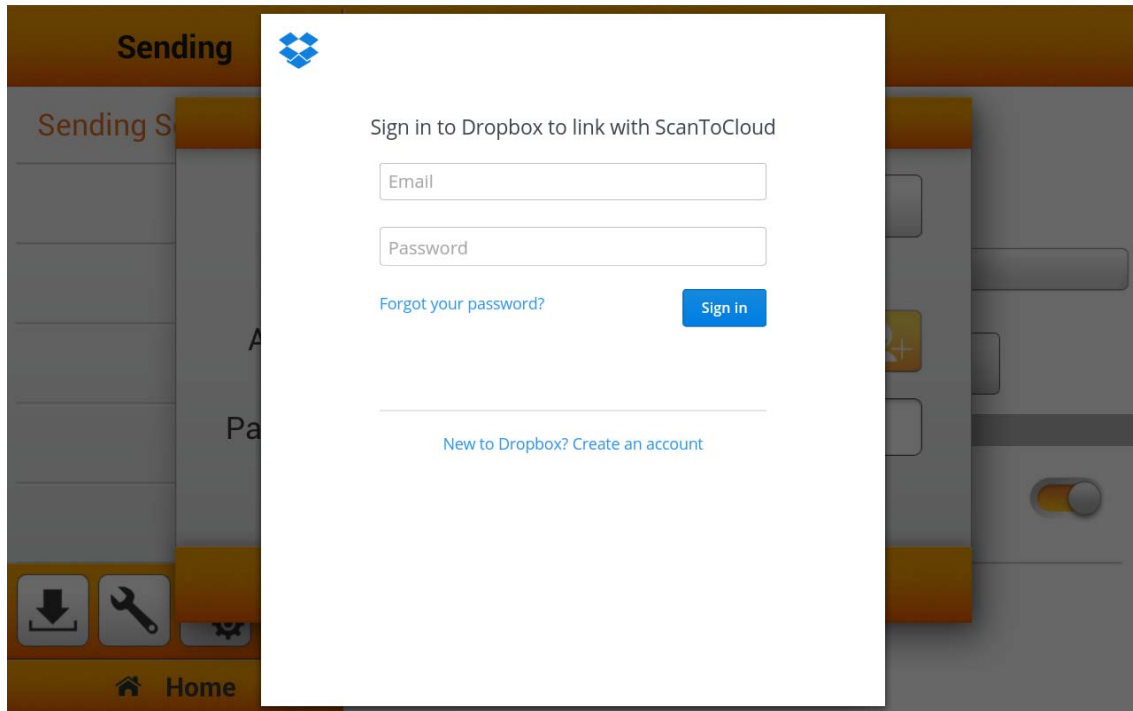 Sending
Sending S
A
Pa
Home
Sign in to Dropbox to link with ScanToCloud
Email
Password
Forgot your password?
Sign in
New to Dropbox? Create an account